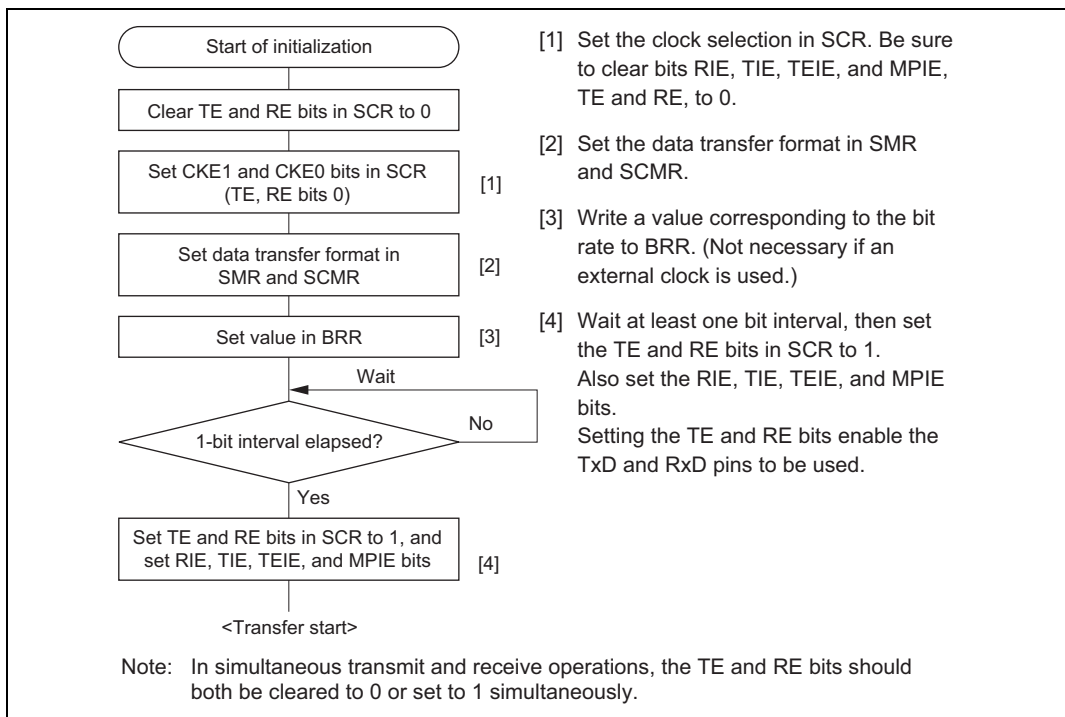 Start of initialization
Clear TE and RE bits in SCR to 0
Set CKE1 and CKE0 bits in SCR
(TE, RE bits 0)
[1]
Set data transfer format in
SMR and SCMR
[2]
Set value in BRR
[3]
Wait
1-bit interval elapsed?
No
Yes
Set TE and RE bits in SCR to 1, and
set RIE, TIE, TEIE, and MPIE bits
[4]
<Transfer start>
[1] Set the clock selection in SCR. Be sure
to clear bits RIE, TIE, TEIE, and MPIE,
TE and RE, to 0.
[2] Set the data transfer format in SMR
and SCMR.
[3] Write a value corresponding to the bit
rate to BRR. (Not necessary if an
external clock is used.)
[4] Wait at least one bit interval, then set
the TE and RE bits in SCR to 1.
Also set the RIE, TIE, TEIE, and MPIE
bits.
Setting the TE and RE bits enable the
TxD and RxD pins to be used.
Note: In simultaneous transmit and receive operations, the TE and RE bits should
both be cleared to 0 or set to 1 simultaneously.